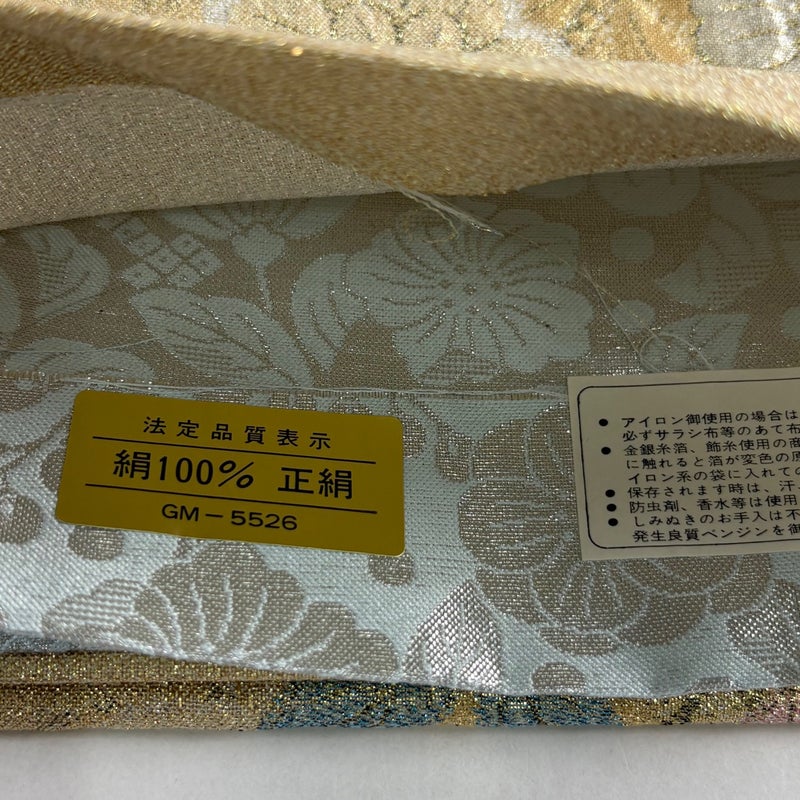 法定品質表示
絹100% 正絹
GM-5526
● アイロン御使用の場合は
必ずサラシ布等のあて布
● 金銀糸箔、飾糸使用の商
に触れると箔が変色の原
イロン系の袋に入れての
● 保存されます時は、汗
● 防虫剤、香水等は使用
● しみぬきのお手入は不
発生良質ベンジンを御